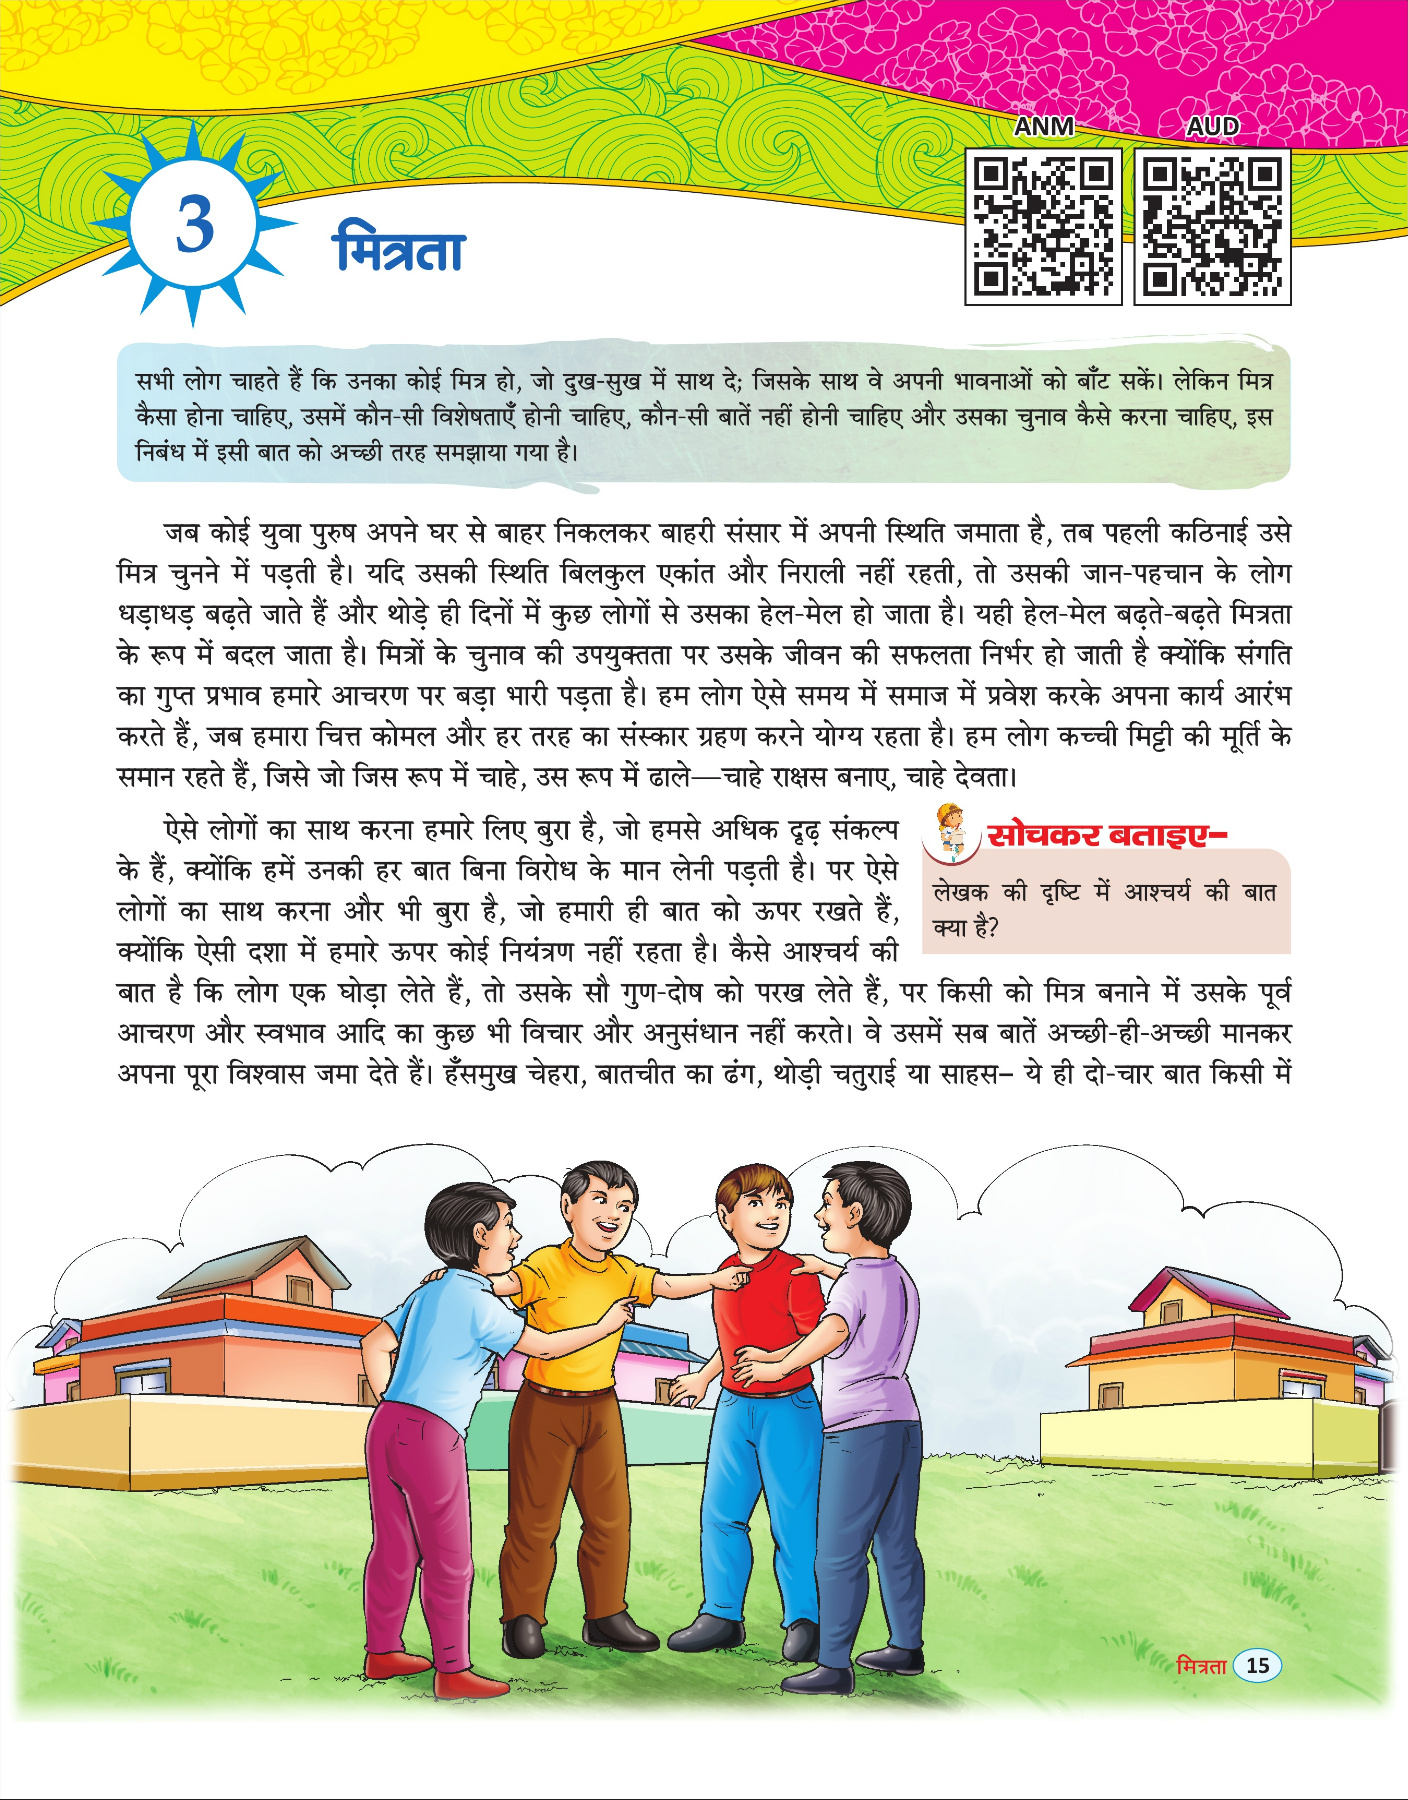 ANM
AUD
3
मित्रता
सभी लोग चाहते हैं कि उनका कोई मित्र हो, जो दुख-सुख में साथ दे; जिसके साथ वे अपनी भावनाओं को बाँट सकें। लेकिन मित्र
कैसा होना चाहिए, उसमें कौन-सी विशेषताएँ होनी चाहिए, कौन-सी बातें नहीं होनी चाहिए और उसका चुनाव कैसे करना चाहिए, इस
निबंध में इसी बात को अच्छी तरह समझाया गया है।
जब कोई युवा पुरुष अपने घर से बाहर निकलकर बाहरी संसार में अपनी स्थिति जमाता है, तब पहली कठिनाई उसे
मित्र चुनने में पड़ती है। यदि उसकी स्थिति बिलकुल एकांत और निराली नहीं रहती, तो उसकी जान-पहचान के लोग
धड़ाधड़ बढ़ते जाते हैं और थोड़े ही दिनों में कुछ लोगों से उसका हेल-मेल हो जाता है। यही हेल-मेल बढ़ते-बढ़ते मित्रता
के रूप में बदल जाता है। मित्रों के चुनाव की उपयुक्तता पर उसके जीवन की सफलता निर्भर हो जाती है क्योंकि संगति
का गुप्त प्रभाव हमारे आचरण पर बड़ा भारी पड़ता है। हम लोग ऐसे समय में समाज में प्रवेश करके अपना कार्य आरंभ
करते हैं, जब हमारा चित्त कोमल और हर तरह का संस्कार ग्रहण करने योग्य रहता है। हम लोग कच्ची मिट्टी की मूर्ति के
समान रहते हैं, जिसे जो जिस रूप में चाहे, उस रूप में ढाले—चाहे राक्षस बनाए, चाहे देवता।
ऐसे लोगों का साथ करना हमारे लिए बुरा है, जो हमसे अधिक दृढ़ संकल्प
के हैं, क्योंकि हमें उनकी हर बात बिना विरोध के मान लेनी पड़ती है। पर ऐसे
लोगों का साथ करना और भी बुरा है, जो हमारी ही बात को ऊपर रखते हैं,
क्योंकि ऐसी दशा में हमारे ऊपर कोई नियंत्रण नहीं रहता है। कैसे आश्चर्य की
बात है कि लोग एक घोड़ा लेते हैं, तो उसके सौ गुण-दोष को परख लेते हैं, पर किसी को मित्र बनाने में उसके पूर्व
आचरण और स्वभाव आदि का कुछ भी विचार और अनुसंधान नहीं करते। वे उसमें सब बातें अच्छी-ही-अच्छी मानकर
अपना पूरा विश्वास जमा देते हैं। हँसमुख चेहरा, बातचीत का ढंग, थोड़ी चतुराई या साहस– ये ही दो-चार बात किसी में
सोचकर बताइए–
लेखक की दृष्टि में आश्चर्य की बात
क्या है?
मित्रता 15